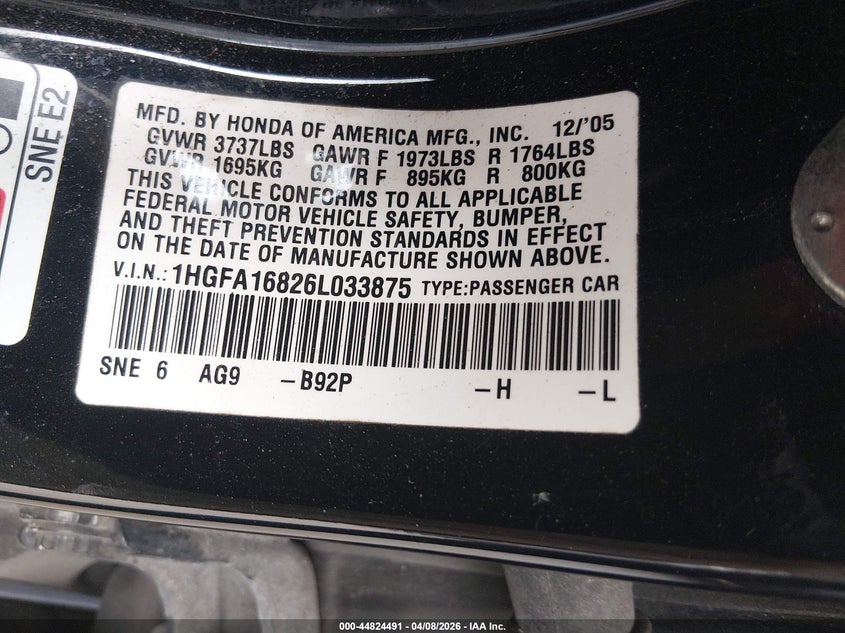 SNE E2
MFD. BY HONDA OF AMERICA MFG., INC. 12/'05
GVWR 3737LBS GAWR F 1973LBS R 1764LBS
GVWR 1695KG GAWR F 895KG R 800KG
THIS VEHICLE CONFORMS TO ALL APPLICABLE
FEDERAL MOTOR VEHICLE SAFETY, BUMPER,
AND THEFT PREVENTION STANDARDS IN EFFECT
ON THE DATE OF MANUFACTURE SHOWN ABOVE.
V.I.N.: 1HGFA16826L033875 TYPE:PASSENGER CAR
SNE 6 AG9 -B92P -H -L
000-44824491 - 04/08/2026 - IAA Inc.